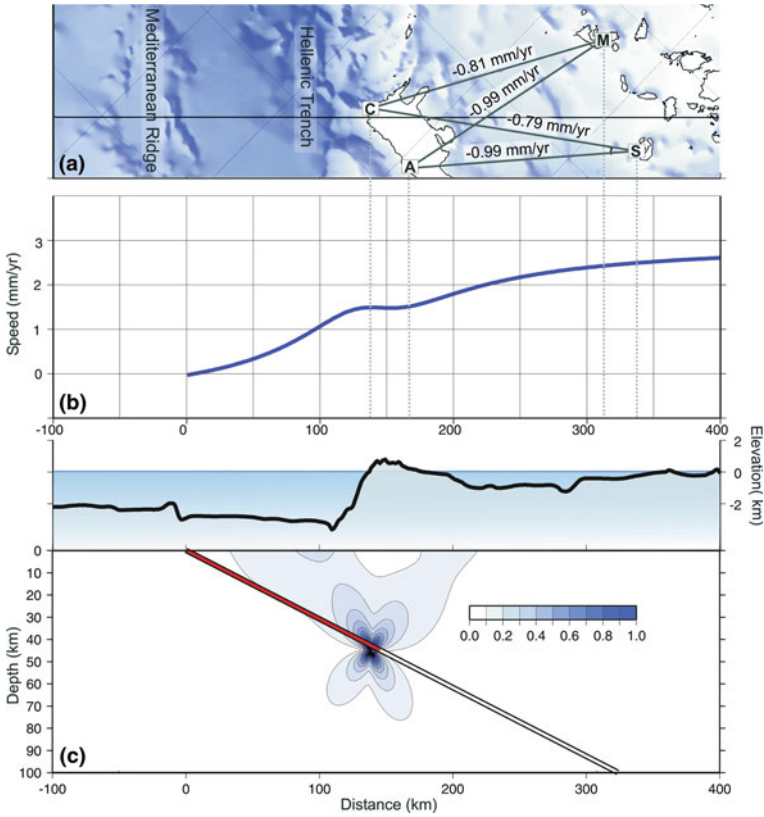 Mediterranean Ridge
Hellenic Trench
M
-0.81 mm/yr
-0.99 mm/yr
C
-0.79 mm/yr
S
-0.99 mm/yr
A
(a)
3
2
1
0
Speed (mm/yr)
(b)
-100 0 100 200 300 400
2
0
-2
Elevation( km)
0
10
20
30
40
50
60
70
80
90
100
Depth (km)
0.0 0.2 0.4 0.6 0.8 1.0
(c)
-100 0 100 200 300 400
Distance (km)